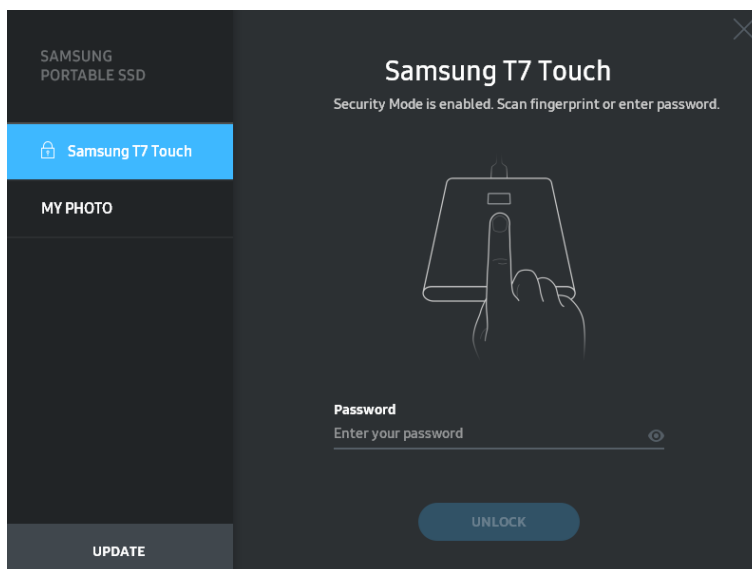 SAMSUNG
PORTABLE SSD
Samsung T7 Touch
MY PHOTO
UPDATE
Samsung T7 Touch
Security Mode is enabled. Scan fingerprint or enter password.
Password
Enter your password
UNLOCK